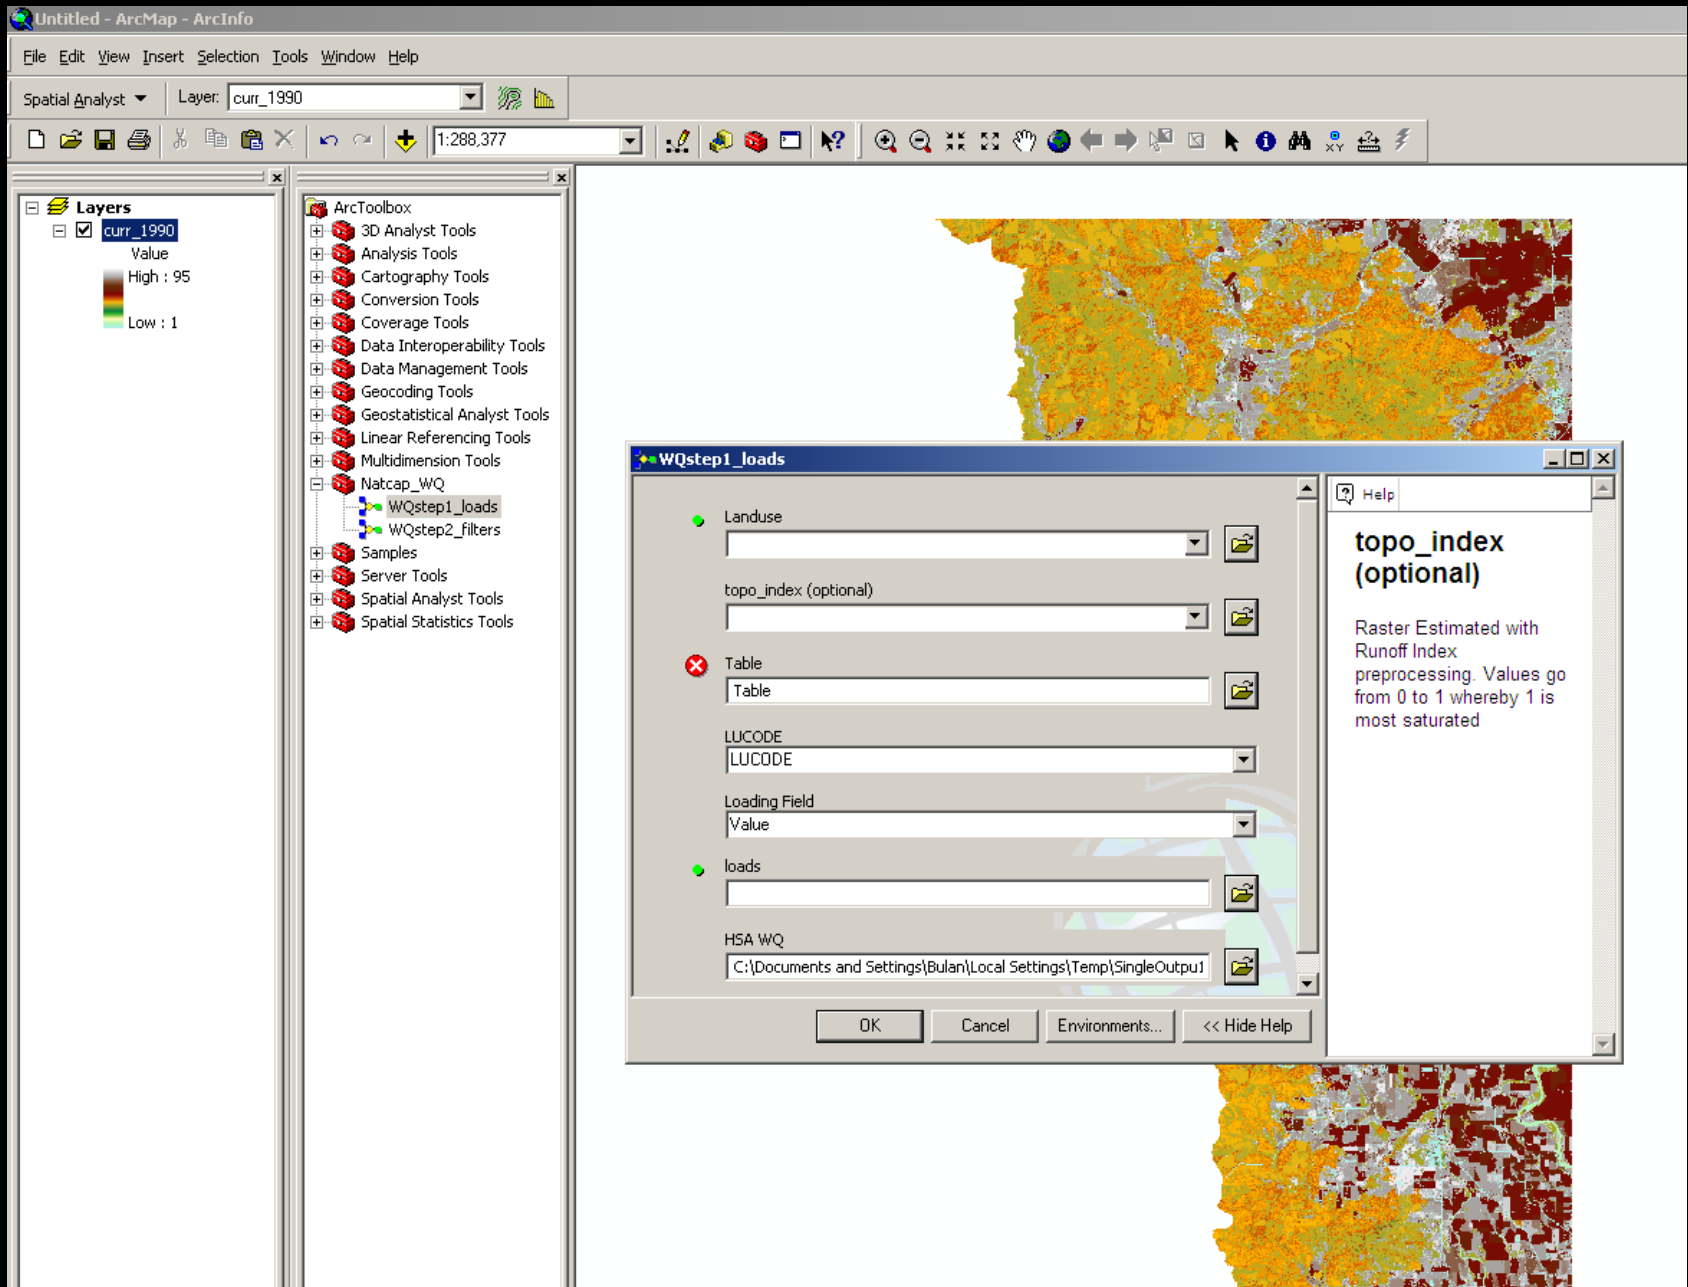 Untitled - ArcMap - ArcInfo
File Edit View Insert Selection Tools Window Help
Spatial Analyst Layer: curr_1990
1:288,377
XY
Layers
curr_1990
Value
High : 95
Low : 1
ArcToolbox
3D Analyst Tools
Analysis Tools
Cartography Tools
Conversion Tools
Coverage Tools
Data Interoperability Tools
Data Management Tools
Geocoding Tools
Geostatistical Analyst Tools
Linear Referencing Tools
Multidimension Tools
Natcap_WQ
WQstep1_loads
WQstep2_filters
Samples
Server Tools
Spatial Analyst Tools
Spatial Statistics Tools
WQstep1_loads
Landuse
topo_index (optional)
Table
Table
LUCODE
LUCODE
Loading Field
Value
loads
HSA WQ
C:\Documents and Settings\Bulan\Local Settings\Temp\SingleOutpu1
OK Cancel Environments... << Hide Help
Help
topo_index
(optional)
Raster Estimated with
Runoff Index
preprocessing. Values go
from 0 to 1 whereby 1 is
most saturated